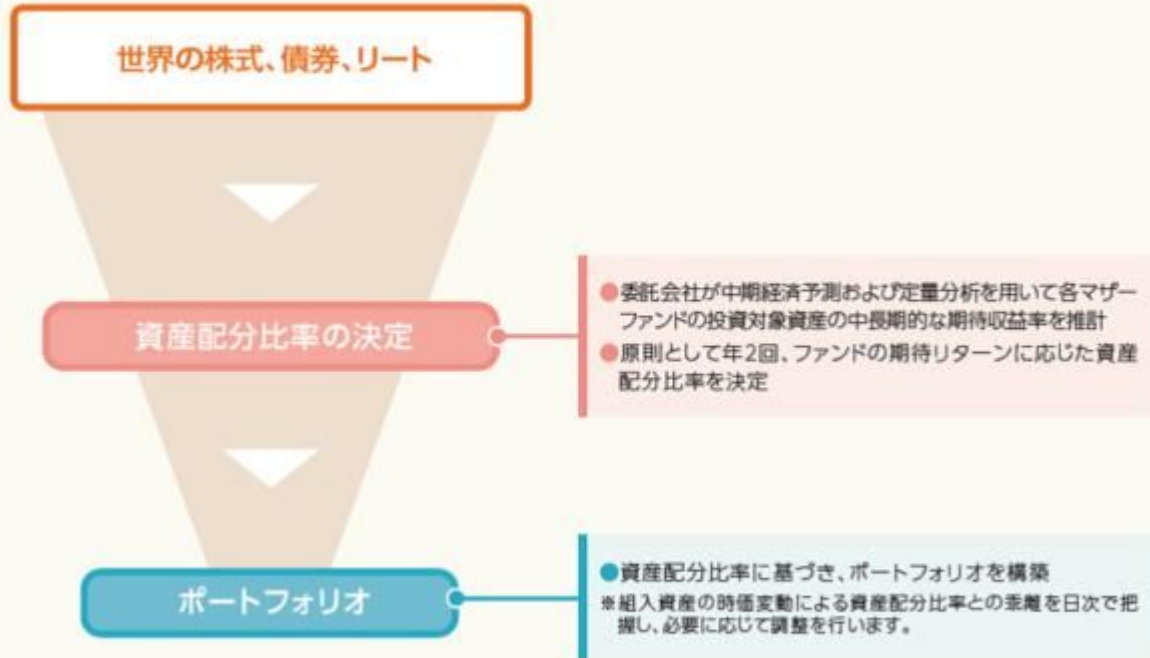 世界の株式、債券、リート
資産配分比率の決定
●委託会社が中期経済予測および定量分析を用いて各マザー
ファンドの投資対象資産の中長期的な期待収益率を推計
●原則として年2回、ファンドの期待リターンに応じた資産
配分比率を決定
ポートフォリオ
●資産配分比率に基づき、ポートフォリオを構築
※組入資産の時価変動による資産配分比率との乖離を日次で把
握し、必要に応じて調整を行います。